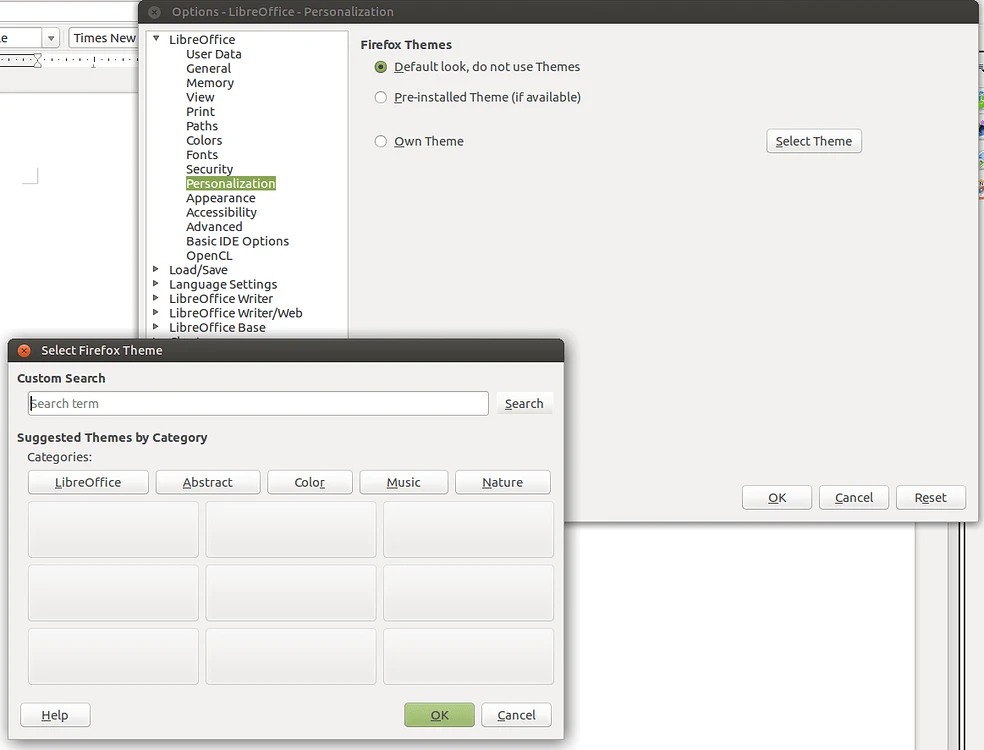 Options - LibreOffice - Personalization
Times New
LibreOffice
User Data
General
Memory
View
Print
Paths
Colors
Fonts
Security
Personalization
Appearance
Accessibility
Advanced
Basic IDE Options
OpenCL
Load/Save
Language Settings
LibreOffice Writer
LibreOffice Writer/Web
LibreOffice Base
Firefox Themes
Default look, do not use Themes
Pre-installed Theme (if available)
Own Theme
Select Theme
OK
Cancel
Reset
Select Firefox Theme
Custom Search
Search term
Search
Suggested Themes by Category
Categories:
LibreOffice
Abstract
Color
Music
Nature
Help
OK
Cancel